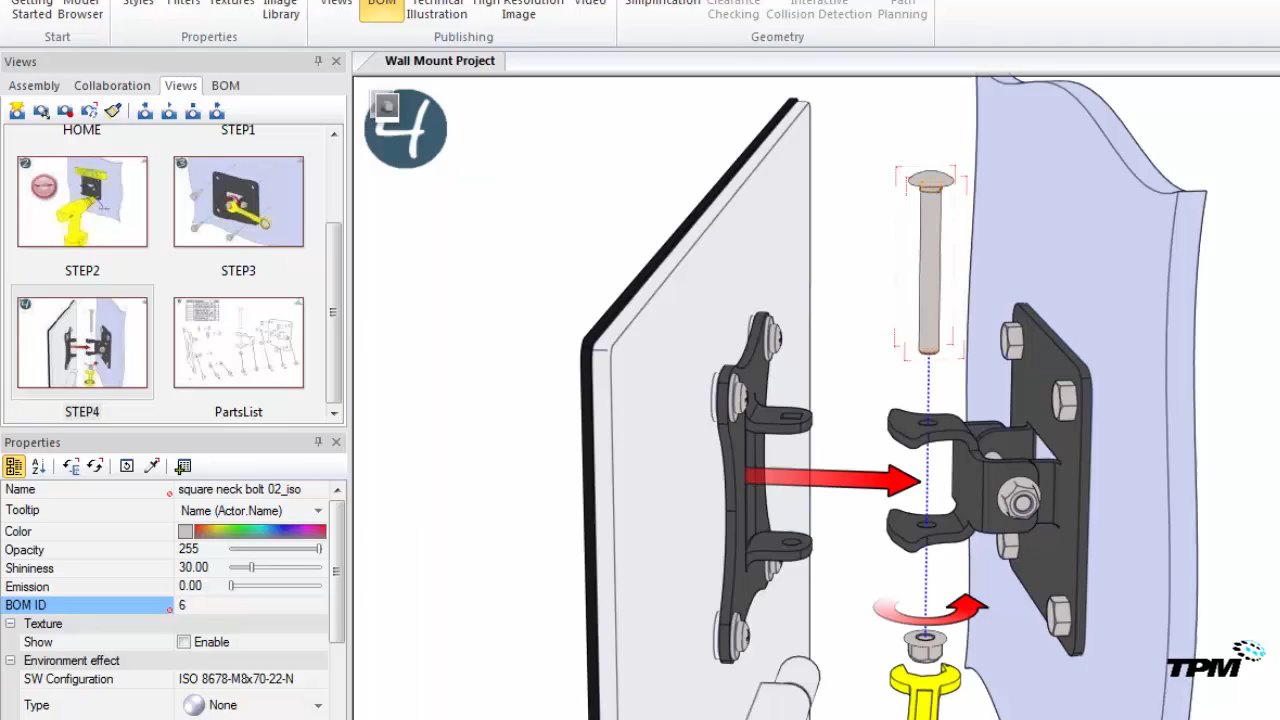 Getting Model Styles Filters Textures Image Views BOM Technical High Resolution Video Simplification Clearance Interactive Path
Started Browser Library Illustration Image Checking Collision Detection Planning
Start Properties Publishing Geometry
Views
Wall Mount Project
Assembly Collaboration Views BOM
HOME STEP1
STEP2 STEP3
STEP4 PartsList
4
Properties
Name square neck bolt 02_iso
Tooltip Name (Actor.Name)
Color
Opacity 255
Shininess 30.00
Emission 0.00
BOM ID 6
Texture
Show Enable
Environment effect
SW Configuration ISO 8678-M8x70-22-N
Type None
TPM